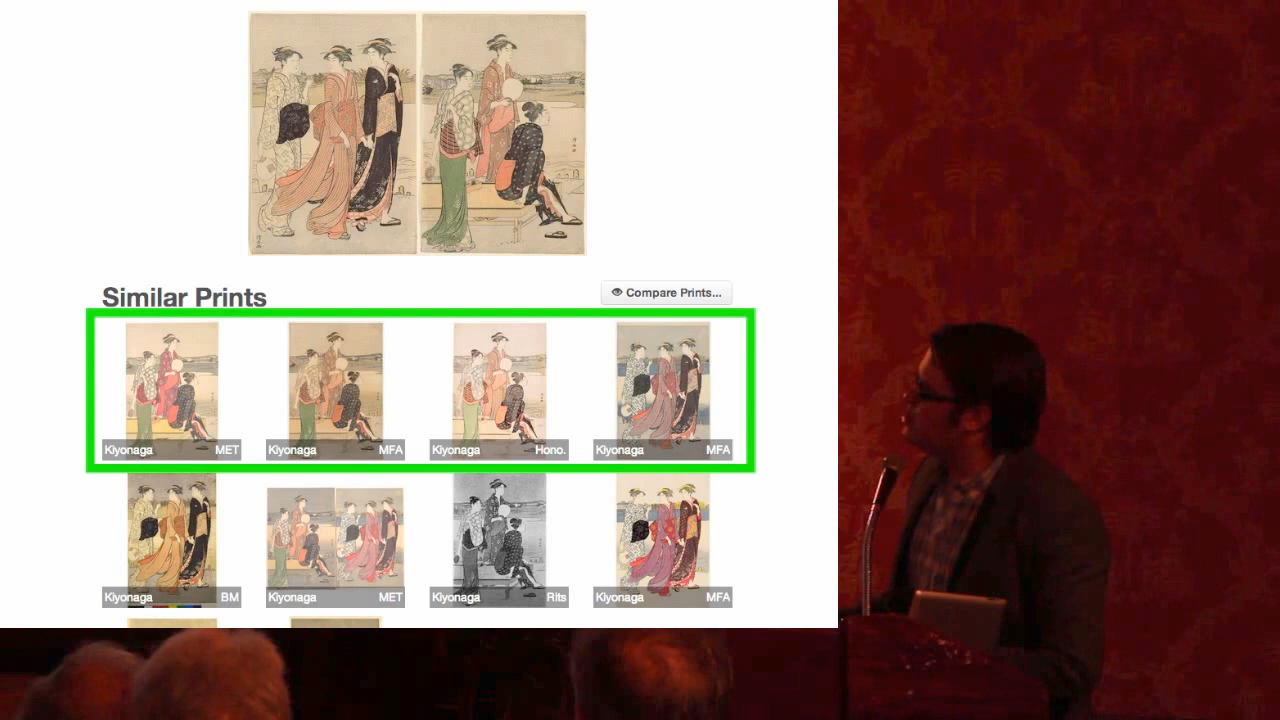 Similar Prints
Compare Prints...
Kiyonaga MET
Kiyonaga MFA
Kiyonaga Hono.
Kiyonaga MFA
Kiyonaga BM
Kiyonaga MET
Kiyonaga Rits
Kiyonaga MFA